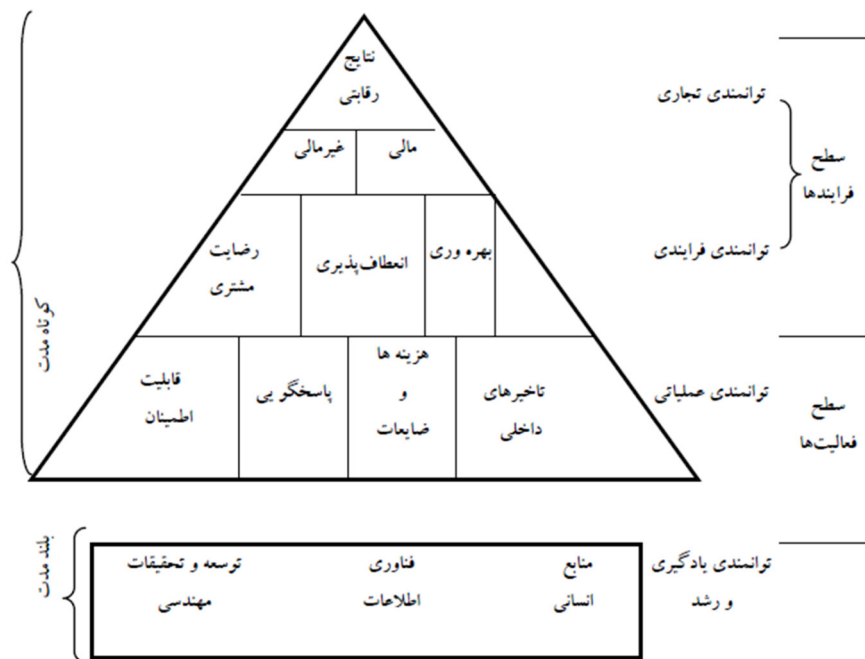 نتایج
رقابتی
توانمندی تجاری
مالی
غیرمالی
سطح
فرایندها
توانمندی فرایندی
بهره وری
انعطاف‌پذیری
رضایت
مشتری
کوتاه مدت
توانمندی عملیاتی
سطح
فعالیت‌ها
تاخیرهای
داخلی
هزینه ها
و
ضایعات
پاسخگو یی
قابلیت
اطمینان
توانمندی یادگیری
و رشد
منابع
انسانی
فناوری
اطلاعات
توسعه و تحقیقات
مهندسی
بلند مدت